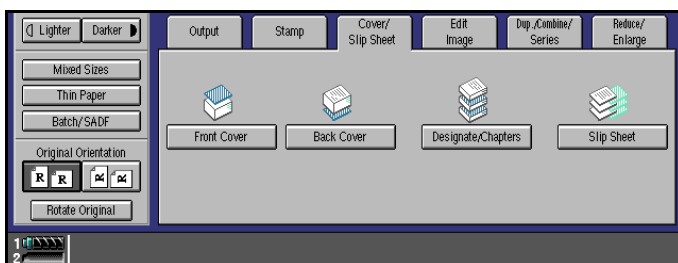 Lighter
Darker
Mixed Sizes
Thin Paper
Batch/SADF
Original Orientation
R R R R
Rotate Original
Output
Stamp
Cover/
Slip Sheet
Edit
Image
Dup./Combine/
Series
Reduce/
Enlarge
Front Cover
Back Cover
Designate/Chapters
Slip Sheet
1
2